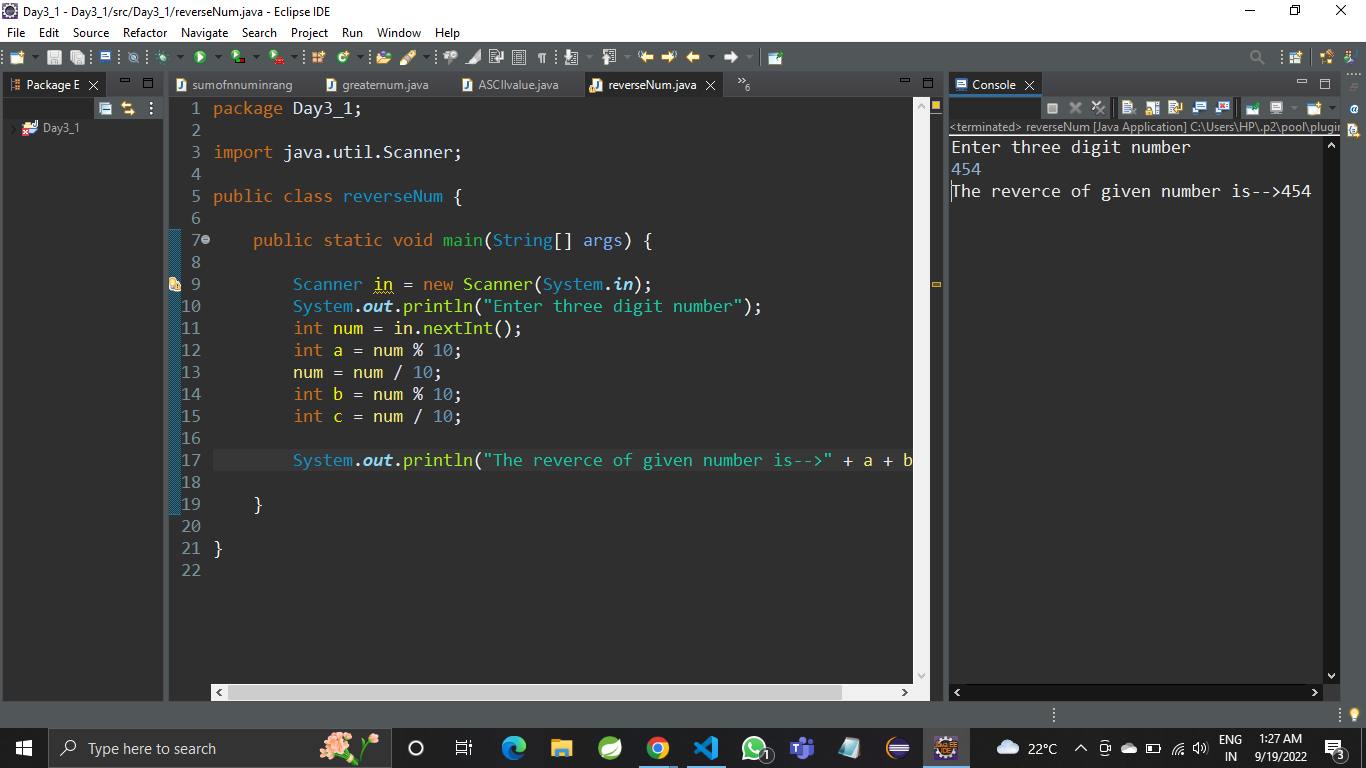 Day3_1 - Day3_1/src/Day3_1/reverseNum.java - Eclipse IDE
File Edit Source Refactor Navigate Search Project Run Window Help
Package E
Day3_1
sumofnnuminrang greaternum.java ASCIIvalue.java reverseNum.java »6
1 package Day3_1;
2
3 import java.util.Scanner;
4
5 public class reverseNum {
6
7 public static void main(String[] args) {
8
9 Scanner in = new Scanner(System.in);
10 System.out.println("Enter three digit number");
11 int num = in.nextInt();
12 int a = num % 10;
13 num = num / 10;
14 int b = num % 10;
15 int c = num / 10;
16
17 System.out.println("The reverce of given number is-->" + a + b
18
19 }
20
21 }
22
Console
<terminated> reverseNum [Java Application] C:\Users\HP\.p2\pool\plugin
Enter three digit number
454
The reverce of given number is-->454
Type here to search
1
22°C
ENG
IN
1:27 AM
9/19/2022
3